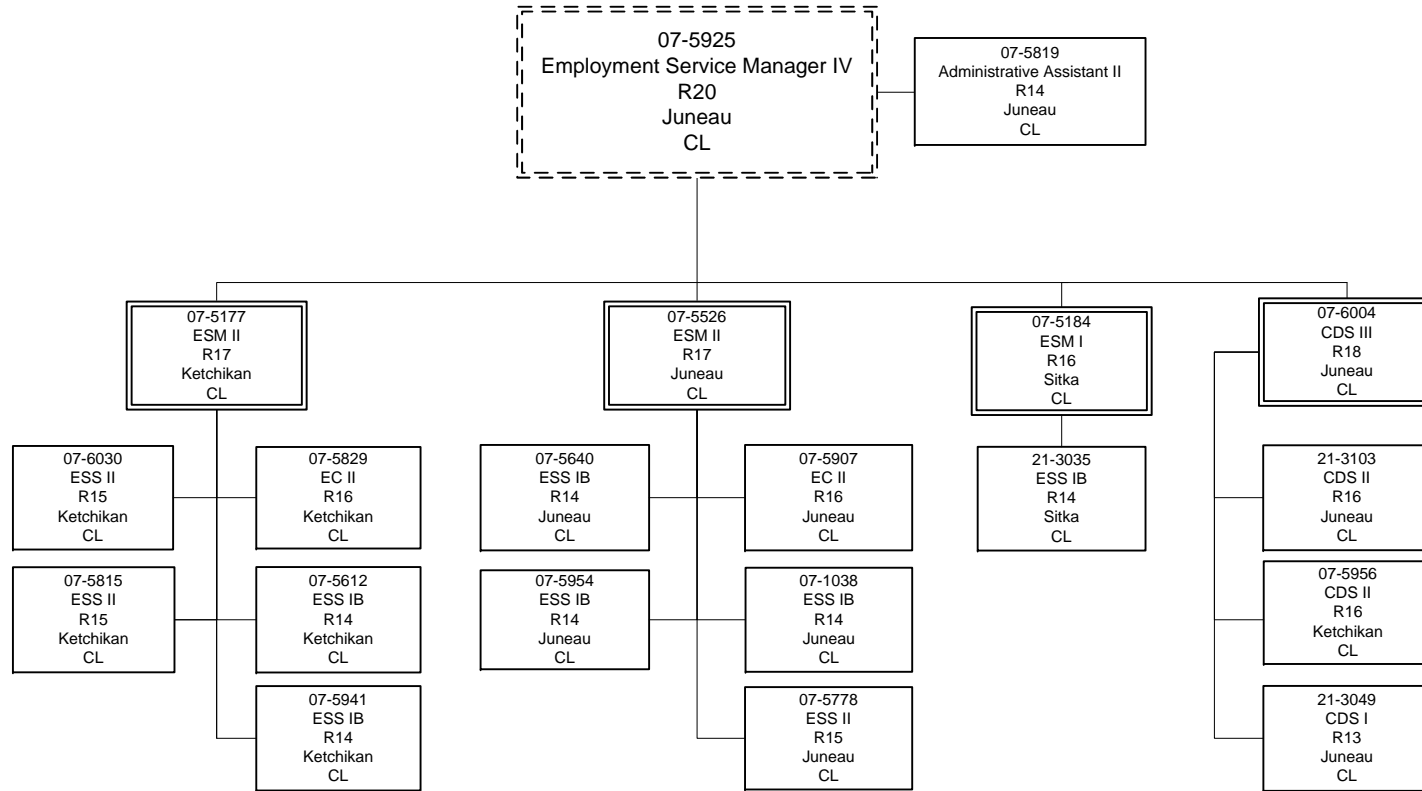 07-5925
Employment Service Manager IV
R20
Juneau
CL
07-5819
Administrative Assistant II
R14
Juneau
CL
07-5177
ESM II
R17
Ketchikan
CL
07-5526
ESM II
R17
Juneau
CL
07-5184
ESM I
R16
Sitka
CL
07-6004
CDS III
R18
Juneau
CL
07-6030
ESS II
R15
Ketchikan
CL
07-5829
EC II
R16
Ketchikan
CL
07-5640
ESS IB
R14
Juneau
CL
07-5907
EC II
R16
Juneau
CL
21-3035
ESS IB
R14
Sitka
CL
21-3103
CDS II
R16
Juneau
CL
07-5815
ESS II
R15
Ketchikan
CL
07-5612
ESS IB
R14
Ketchikan
CL
07-5954
ESS IB
R14
Juneau
CL
07-1038
ESS IB
R14
Juneau
CL
07-5956
CDS II
R16
Ketchikan
CL
07-5941
ESS IB
R14
Ketchikan
CL
07-5778
ESS II
R15
Juneau
CL
21-3049
CDS I
R13
Juneau
CL